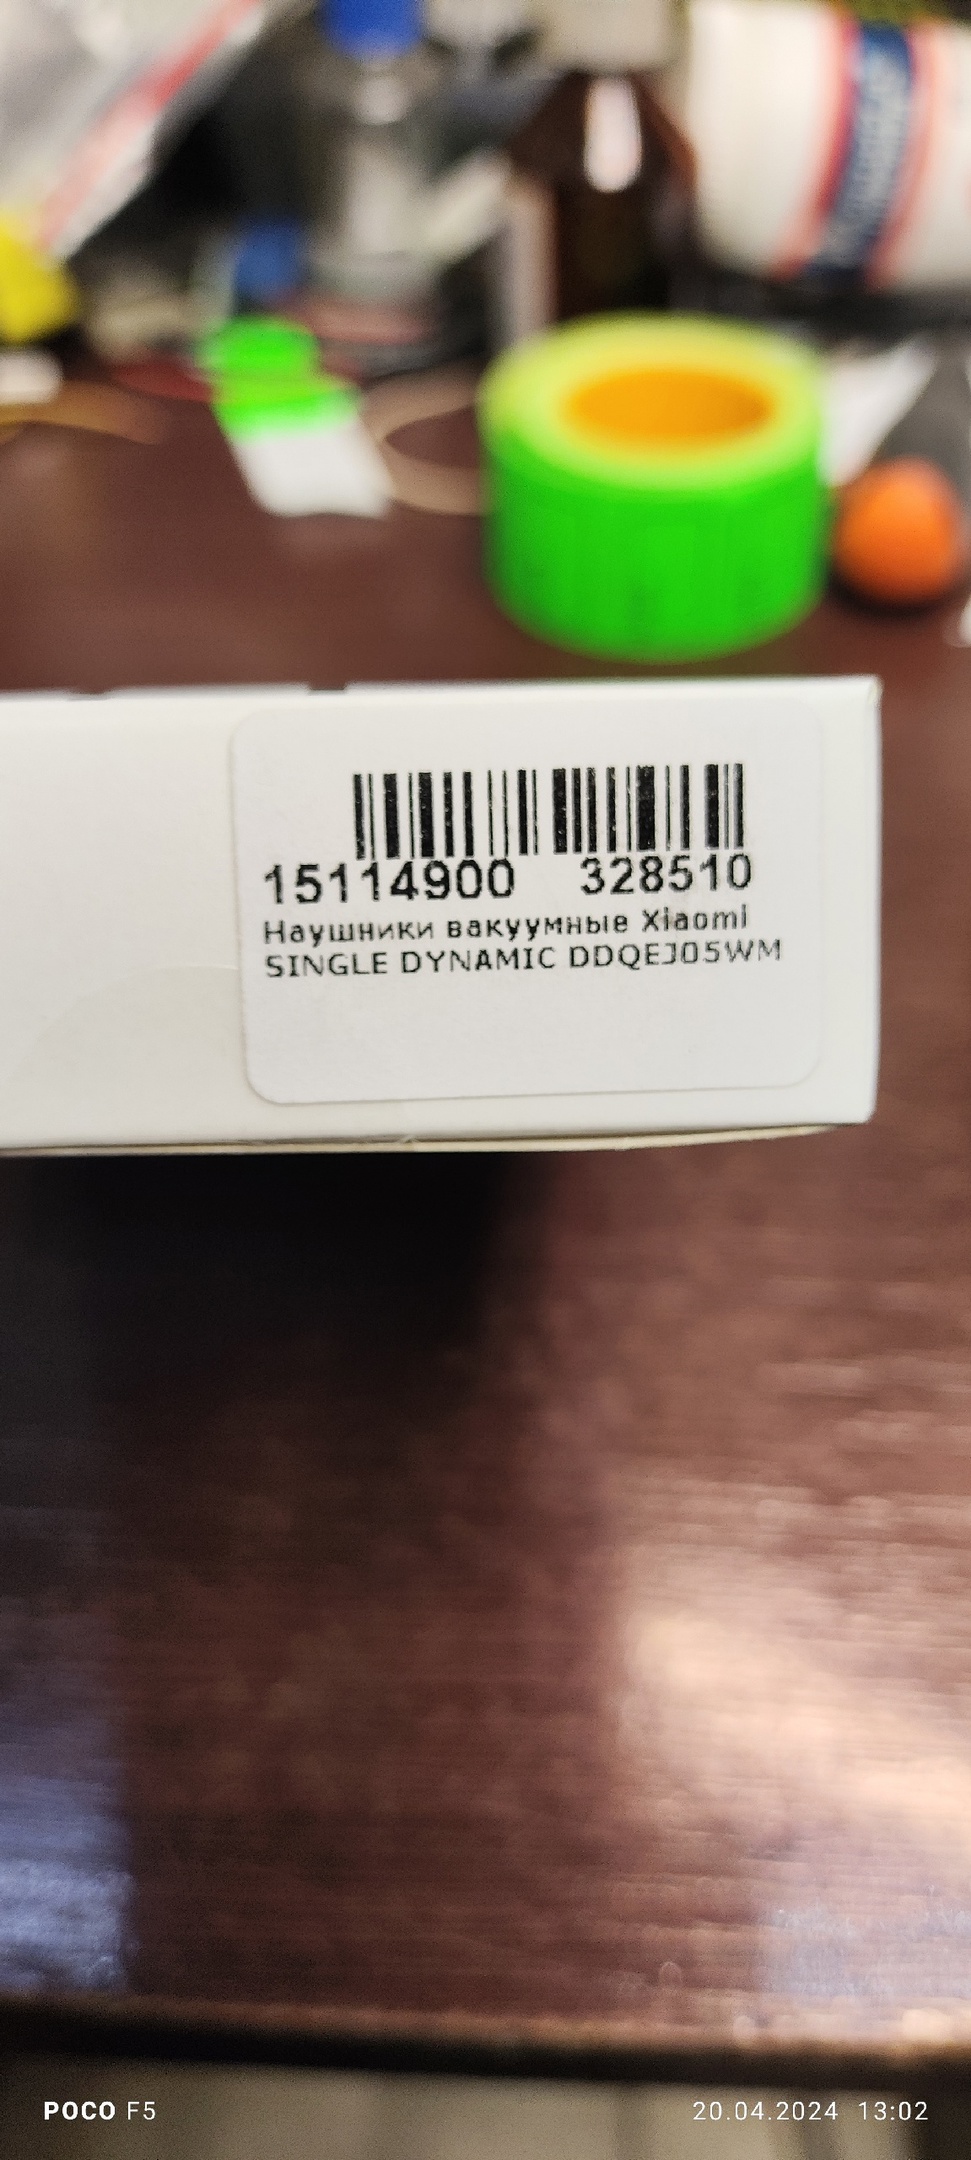 15114900 328510
Наушники вакуумные Xiaomi
SINGLE DYNAMIC DDQEJ05WM
POCO F5
20.04.2024 13:02